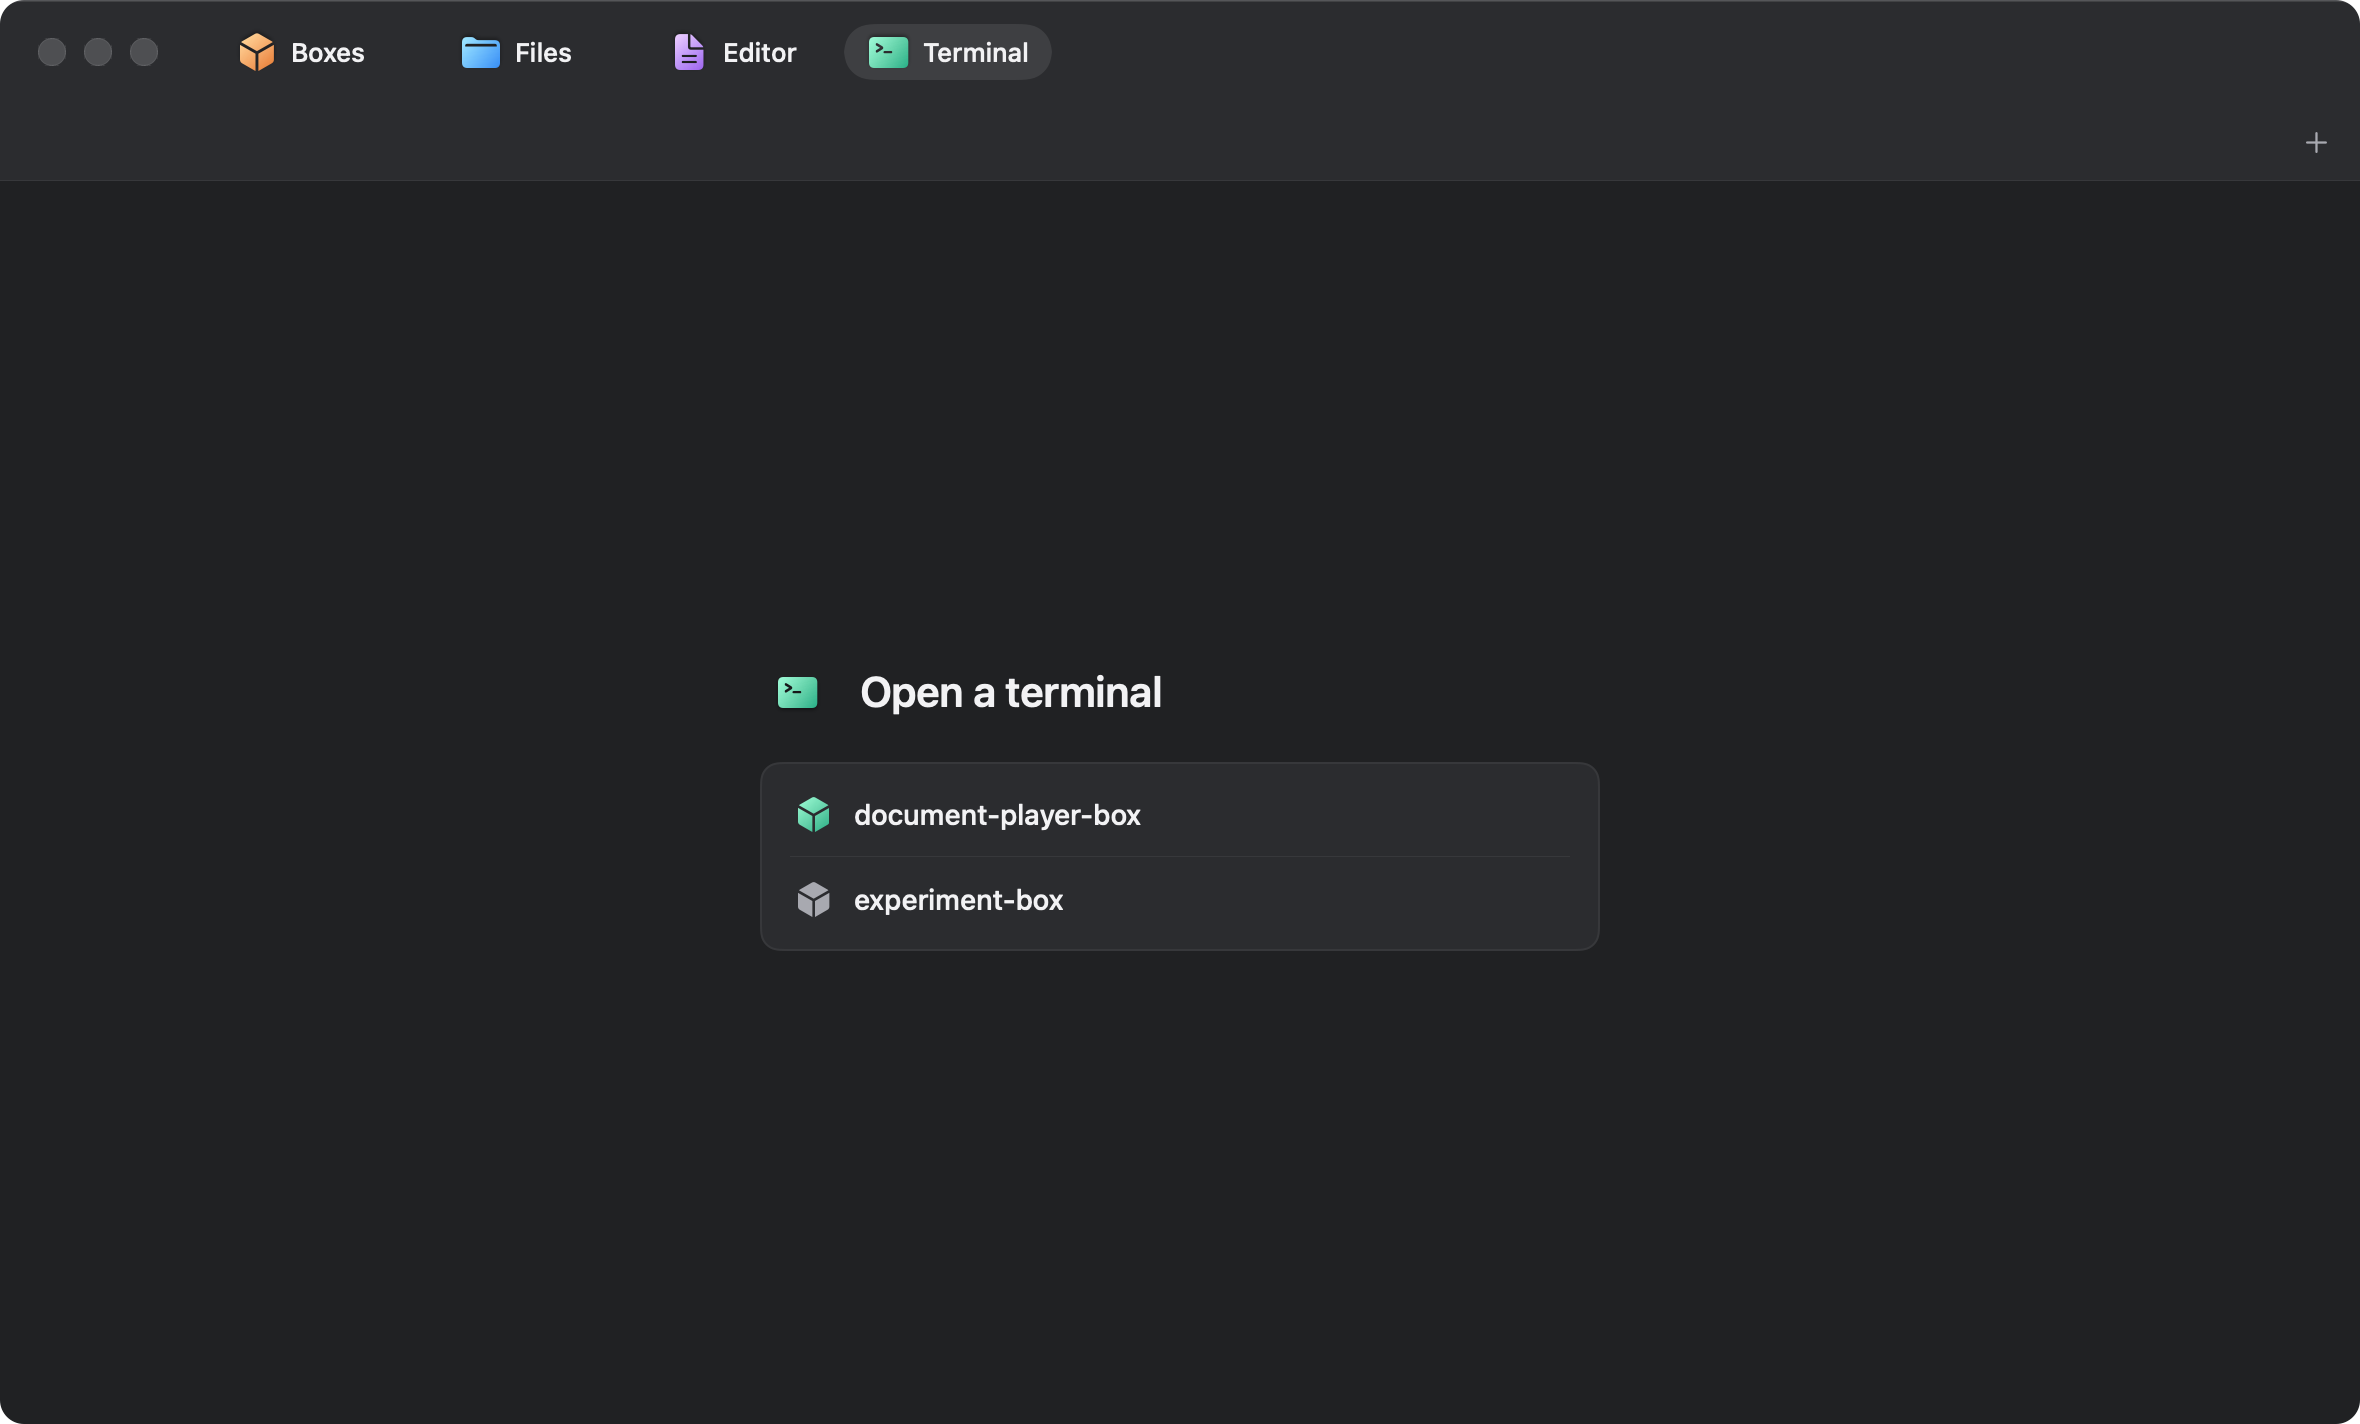 Boxes Files Editor Terminal
Open a terminal
document-player-box
experiment-box